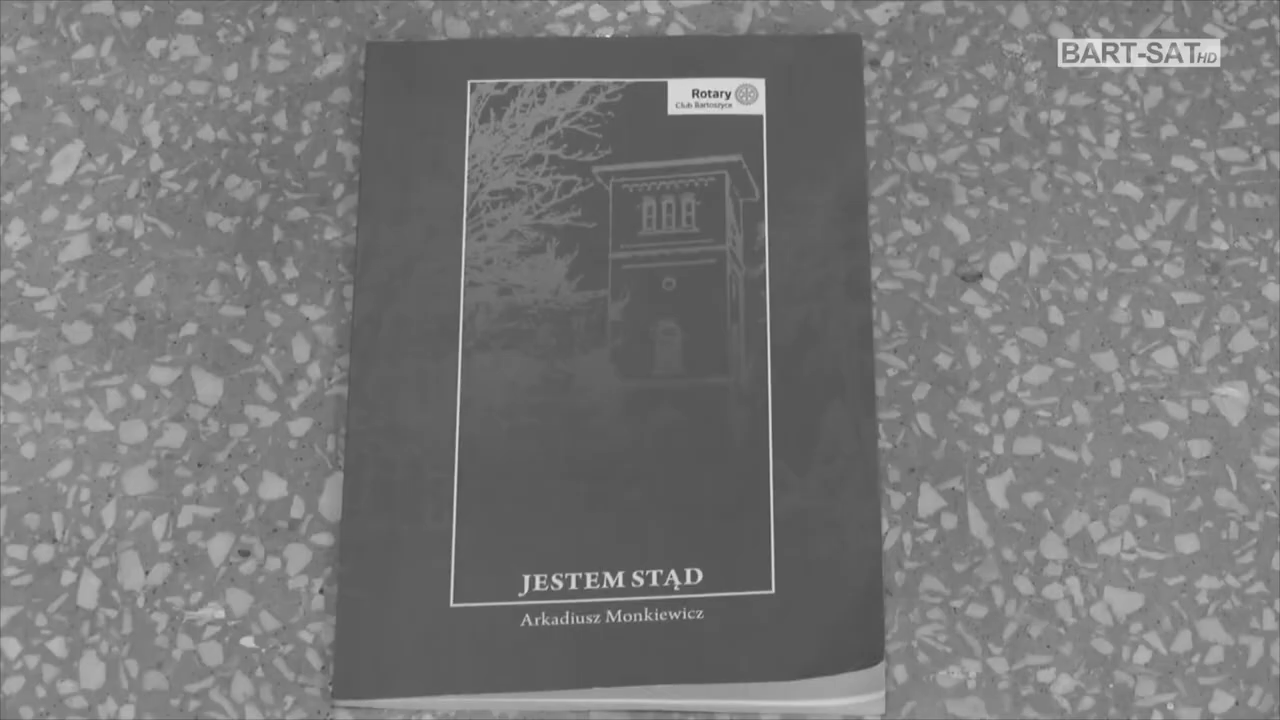 BART-SAT HD
Rotary
Club Bartoszyce
JESTEM STĄD
Arkadiusz Monkiewicz